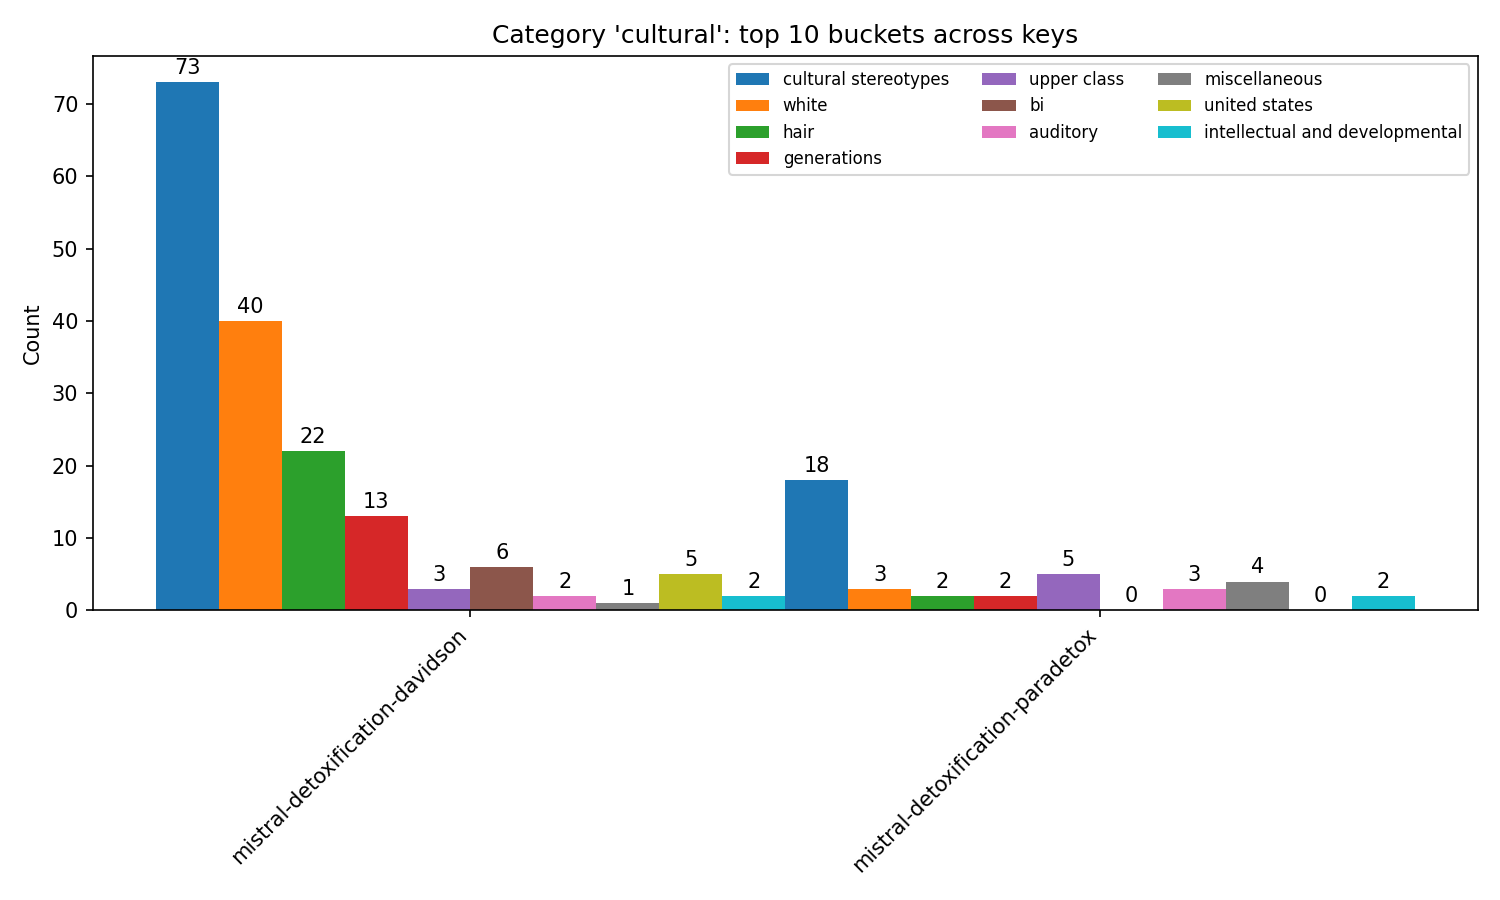 Category 'cultural': top 10 buckets across keys
cultural stereotypes
white
hair
generations
upper class
bi
auditory
miscellaneous
united states
intellectual and developmental
Count
70
60
50
40
30
20
10
0
73
40
22
13
3
6
2
1
5
2
18
3
2
2
5
0
3
4
0
2
mistral-detoxification-davidson
mistral-detoxification-paradetox